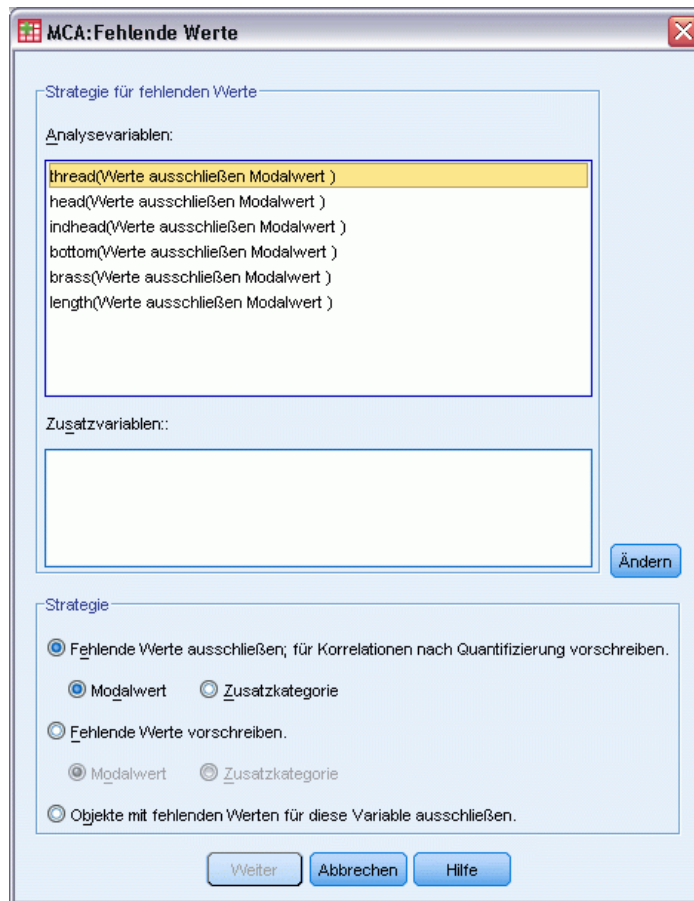 MCA:Fehlende Werte
Strategie für fehlenden Werte
Analysevariablen:
thread(Werte ausschließen Modalwert )
head(Werte ausschließen Modalwert )
indhead(Werte ausschließen Modalwert )
bottom(Werte ausschließen Modalwert )
brass(Werte ausschließen Modalwert )
length(Werte ausschließen Modalwert )
Zusatzvariablen::
Ändern
Strategie
Fehlende Werte ausschließen; für Korrelationen nach Quantifizierung vorschreiben.
Modalwert Zusatzkategorie
Fehlende Werte vorschreiben.
Modalwert Zusatzkategorie
Objekte mit fehlenden Werten für diese Variable ausschließen.
Weiter Abbrechen Hilfe